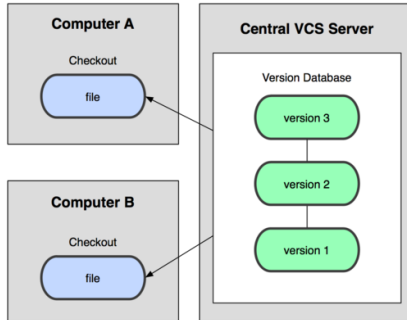 Computer A
Checkout
file
Computer B
Checkout
file
Central VCS Server
Version Database
version 3
version 2
version 1